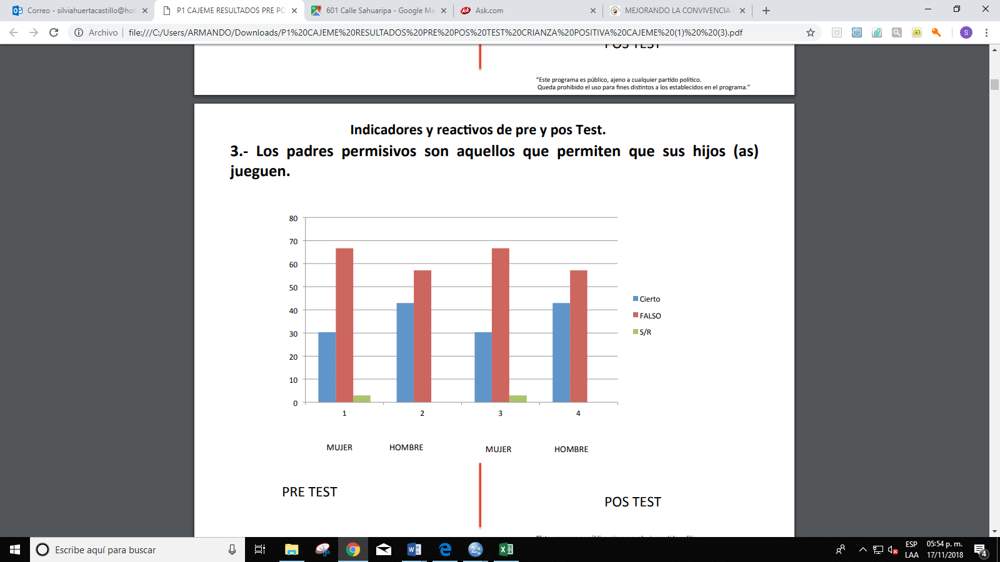 Correo - silviahuertacastillo@hot
P1 CAJEME RESULTADOS PRE PO
601 Calle Sahuaripa - Google Ma
Ask.com
MEJORANDO LA CONVIVENCIA
Archivo
file:///C:/Users/ARMANDO/Downloads/P1%20CAJEME%20RESULTADOS%20PRE%20POS%20TEST%20CRIANZA%20POSITIVA%20CAJEME%20(1)%20%20(3).pdf
S
POS TEST
"Este programa es público, ajeno a cualquier partido político.
Queda prohibido el uso para fines distintos a los establecidos en el programa."
Indicadores y reactivos de pre y pos Test.
3.- Los padres permisivos son aquellos que permiten que sus hijos (as)
jueguen.
80
70
60
50
40
30
20
10
0
1 2 3 4
Cierto
FALSO
S/R
MUJER HOMBRE MUJER HOMBRE
PRE TEST
POS TEST
Escribe aquí para buscar
ESP
LAA
05:54 p. m.
17/11/2018
4